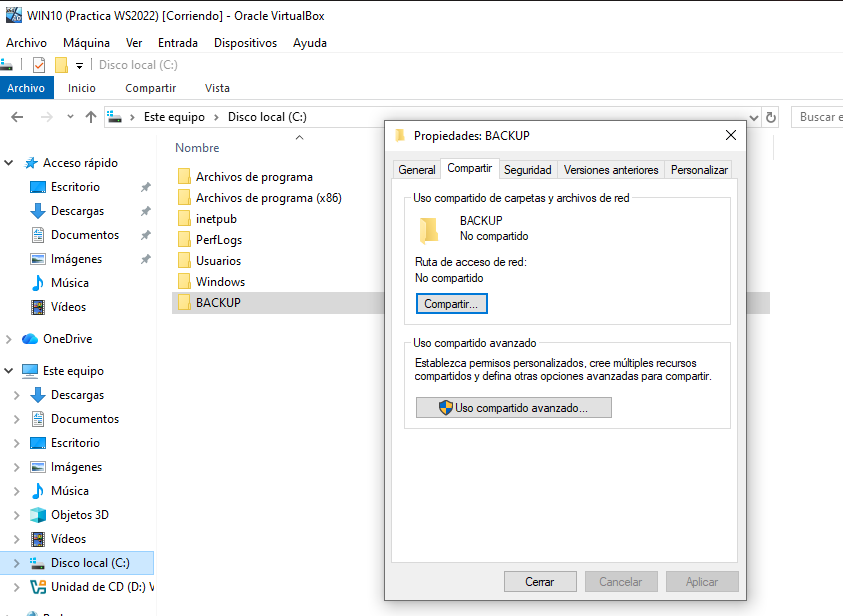 WIN10 (Practica WS2022) [Corriendo] - Oracle VirtualBox
Archivo Máquina Ver Entrada Dispositivos Ayuda
Disco local (C:)
Archivo Inicio Compartir Vista
Este equipo > Disco local (C:)
Buscar e
Nombre
Acceso rápido
Escritorio
Descargas
Documentos
Imágenes
Música
Vídeos
OneDrive
Este equipo
Descargas
Documentos
Escritorio
Imágenes
Música
Objetos 3D
Vídeos
Disco local (C:)
Unidad de CD (D:) V
Archivos de programa
Archivos de programa (x86)
inetpub
PerfLogs
Usuarios
Windows
BACKUP
Propiedades: BACKUP
General Compartir Seguridad Versiones anteriores Personalizar
Uso compartido de carpetas y archivos de red
BACKUP
No compartido
Ruta de acceso de red:
No compartido
Compartir...
Uso compartido avanzado
Establezca permisos personalizados, cree múltiples recursos
compartidos y defina otras opciones avanzadas para compartir.
Uso compartido avanzado...
Cerrar Cancelar Aplicar